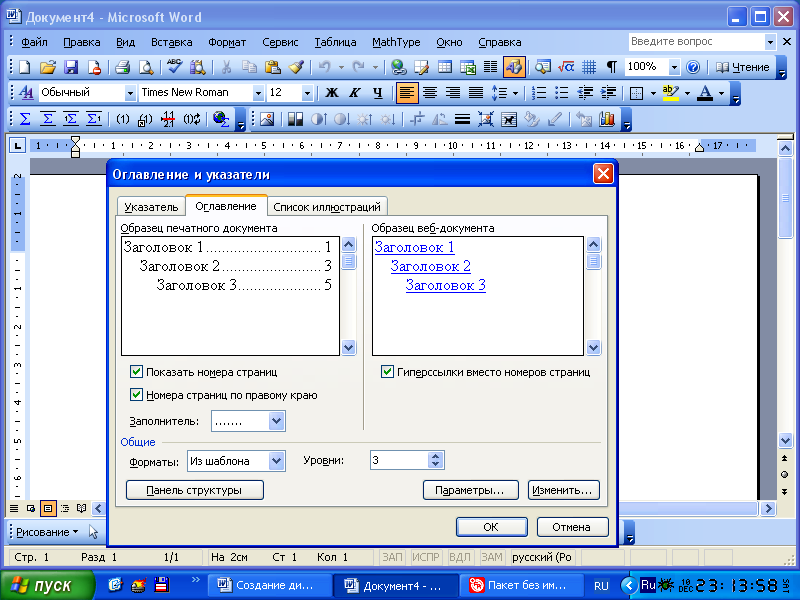 Документ4 - Microsoft Word
Файл Правка Вид Вставка Формат Сервис Таблица MathType Окно Справка Введите вопрос
100% Чтение
Обычный Times New Roman 12 Ж К Ч
Оглавление и указатели
Указатель Оглавление Список иллюстраций
Образец печатного документа Образец веб-документа
Заголовок 1 1 Заголовок 1
Заголовок 2 3 Заголовок 2
Заголовок 3 5 Заголовок 3
Показать номера страниц Гиперссылки вместо номеров страниц
Номера страниц по правому краю
Заполнитель: .......
Общие
Форматы: Из шаблона Уровни: 3
Панель структуры Параметры... Изменить...
ОК Отмена
Рисование
Стр. 1 Разд 1 1/1 На 2см Ст 1 Кол 1 ЗАП ИСПР ВДЛ ЗАМ русский (Ро
пуск Создание ди... Документ4 - ... Пакет без им... RU Ru 23:13:58